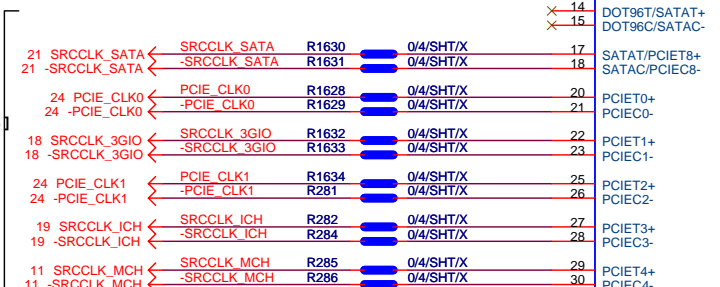 14 DOT96T/SATAT+
15 DOT96C/SATAC-
21 SRCCLK_SATA SRCCLK_SATA R1630 0/4/SHT/X 17 SATAT/PCIET8+
21 -SRCCLK_SATA -SRCCLK_SATA R1631 0/4/SHT/X 18 SATAC/PCIEC8-
24 PCIE_CLK0 PCIE_CLK0 R1628 0/4/SHT/X 20 PCIET0+
24 -PCIE_CLK0 -PCIE_CLK0 R1629 0/4/SHT/X 21 PCIEC0-
18 SRCCLK_3GIO SRCCLK_3GIO R1632 0/4/SHT/X 22 PCIET1+
18 -SRCCLK_3GIO -SRCCLK_3GIO R1633 0/4/SHT/X 23 PCIEC1-
24 PCIE_CLK1 PCIE_CLK1 R1634 0/4/SHT/X 25 PCIET2+
24 -PCIE_CLK1 -PCIE_CLK1 R281 0/4/SHT/X 26 PCIEC2-
19 SRCCLK_ICH SRCCLK_ICH R282 0/4/SHT/X 27 PCIET3+
19 -SRCCLK_ICH -SRCCLK_ICH R284 0/4/SHT/X 28 PCIEC3-
11 SRCCLK_MCH SRCCLK_MCH R285 0/4/SHT/X 29 PCIET4+
11 -SRCCLK_MCH -SRCCLK_MCH R286 0/4/SHT/X 30 PCIEC4-